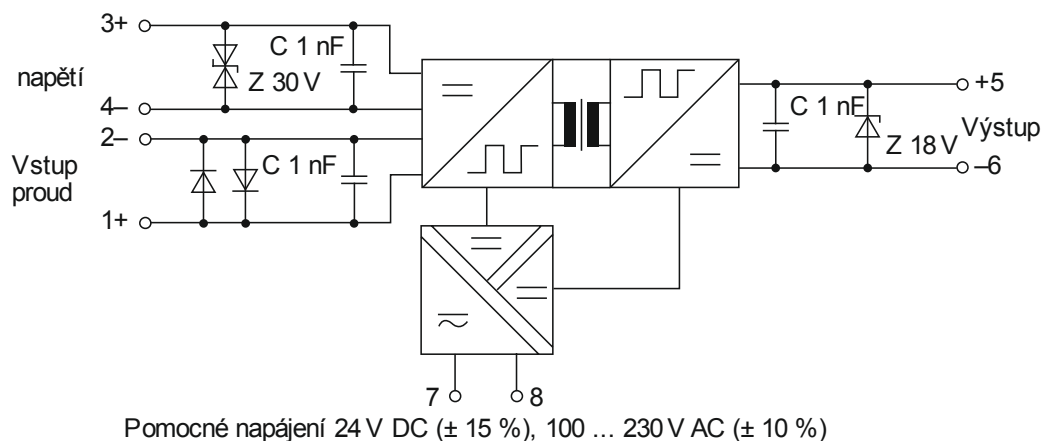 3+
C 1 nF
napětí
Z 30 V
4–
2–
Vstup
proud
C 1 nF
1+
+5
C 1 nF
Výstup
Z 18 V
–6
7
8
Pomocné napájení 24 V DC (± 15 %), 100 ... 230 V AC (± 10 %)